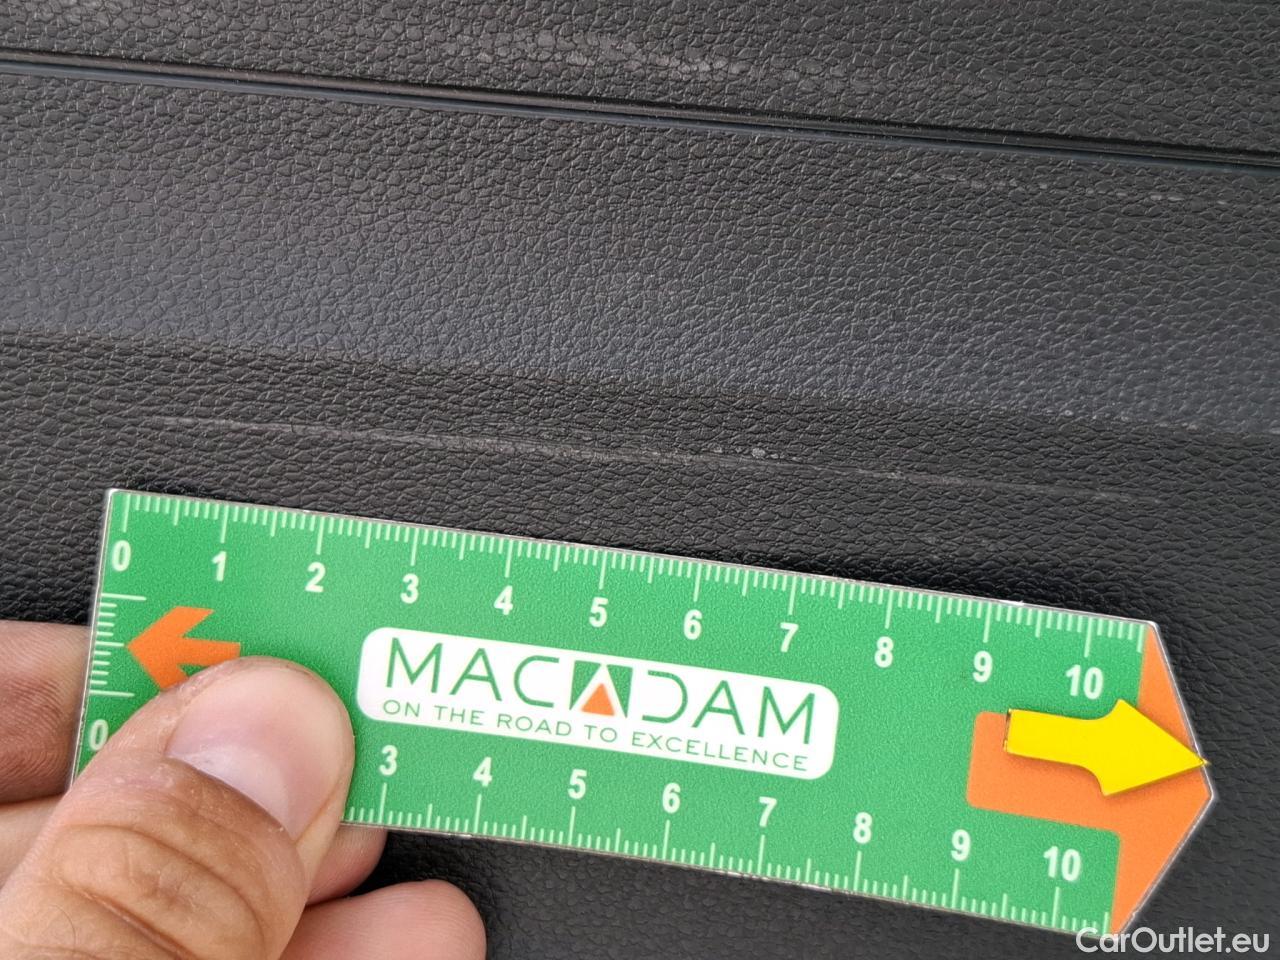 0 1 2 3 4 5 6 7 8 9 10
MACADAM
ON THE ROAD TO EXCELLENCE
0 3 4 5 6 7 8 9 10
CarOutlet.eu